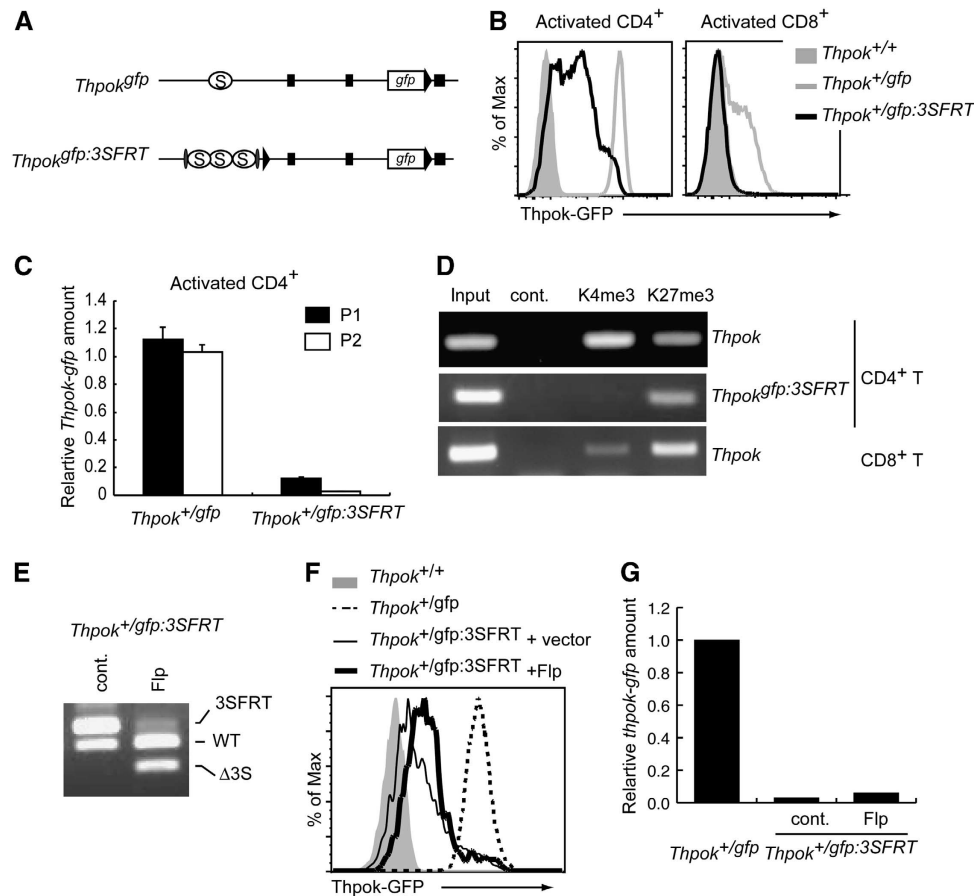 A
Thpok^gfp
S
gfp
Thpok^gfp:3SFRT
S S S
gfp
B
Activated CD4+ Activated CD8+
% of Max
Thpok-GFP
Thpok+/+
Thpok+/gfp
Thpok+/gfp:3SFRT
C
Activated CD4+
Relartive Thpok-gfp amount
1.4
1.2
1.0
0.8
0.6
0.4
0.2
0
P1
P2
Thpok+/gfp Thpok+/gfp:3SFRT
D
Input cont. K4me3 K27me3
Thpok
Thpok^gfp:3SFRT
CD4+ T
Thpok
CD8+ T
E
Thpok+/gfp:3SFRT
cont. Flp
3SFRT
WT
Δ3S
F
Thpok+/+
Thpok+/gfp
Thpok+/gfp:3SFRT + vector
Thpok+/gfp:3SFRT +Flp
% of Max
Thpok-GFP
G
Relartive thpok-gfp amount
1.2
1.0
0.8
0.6
0.4
0.2
0.0
cont. Flp
Thpok+/gfp Thpok+/gfp:3SFRT